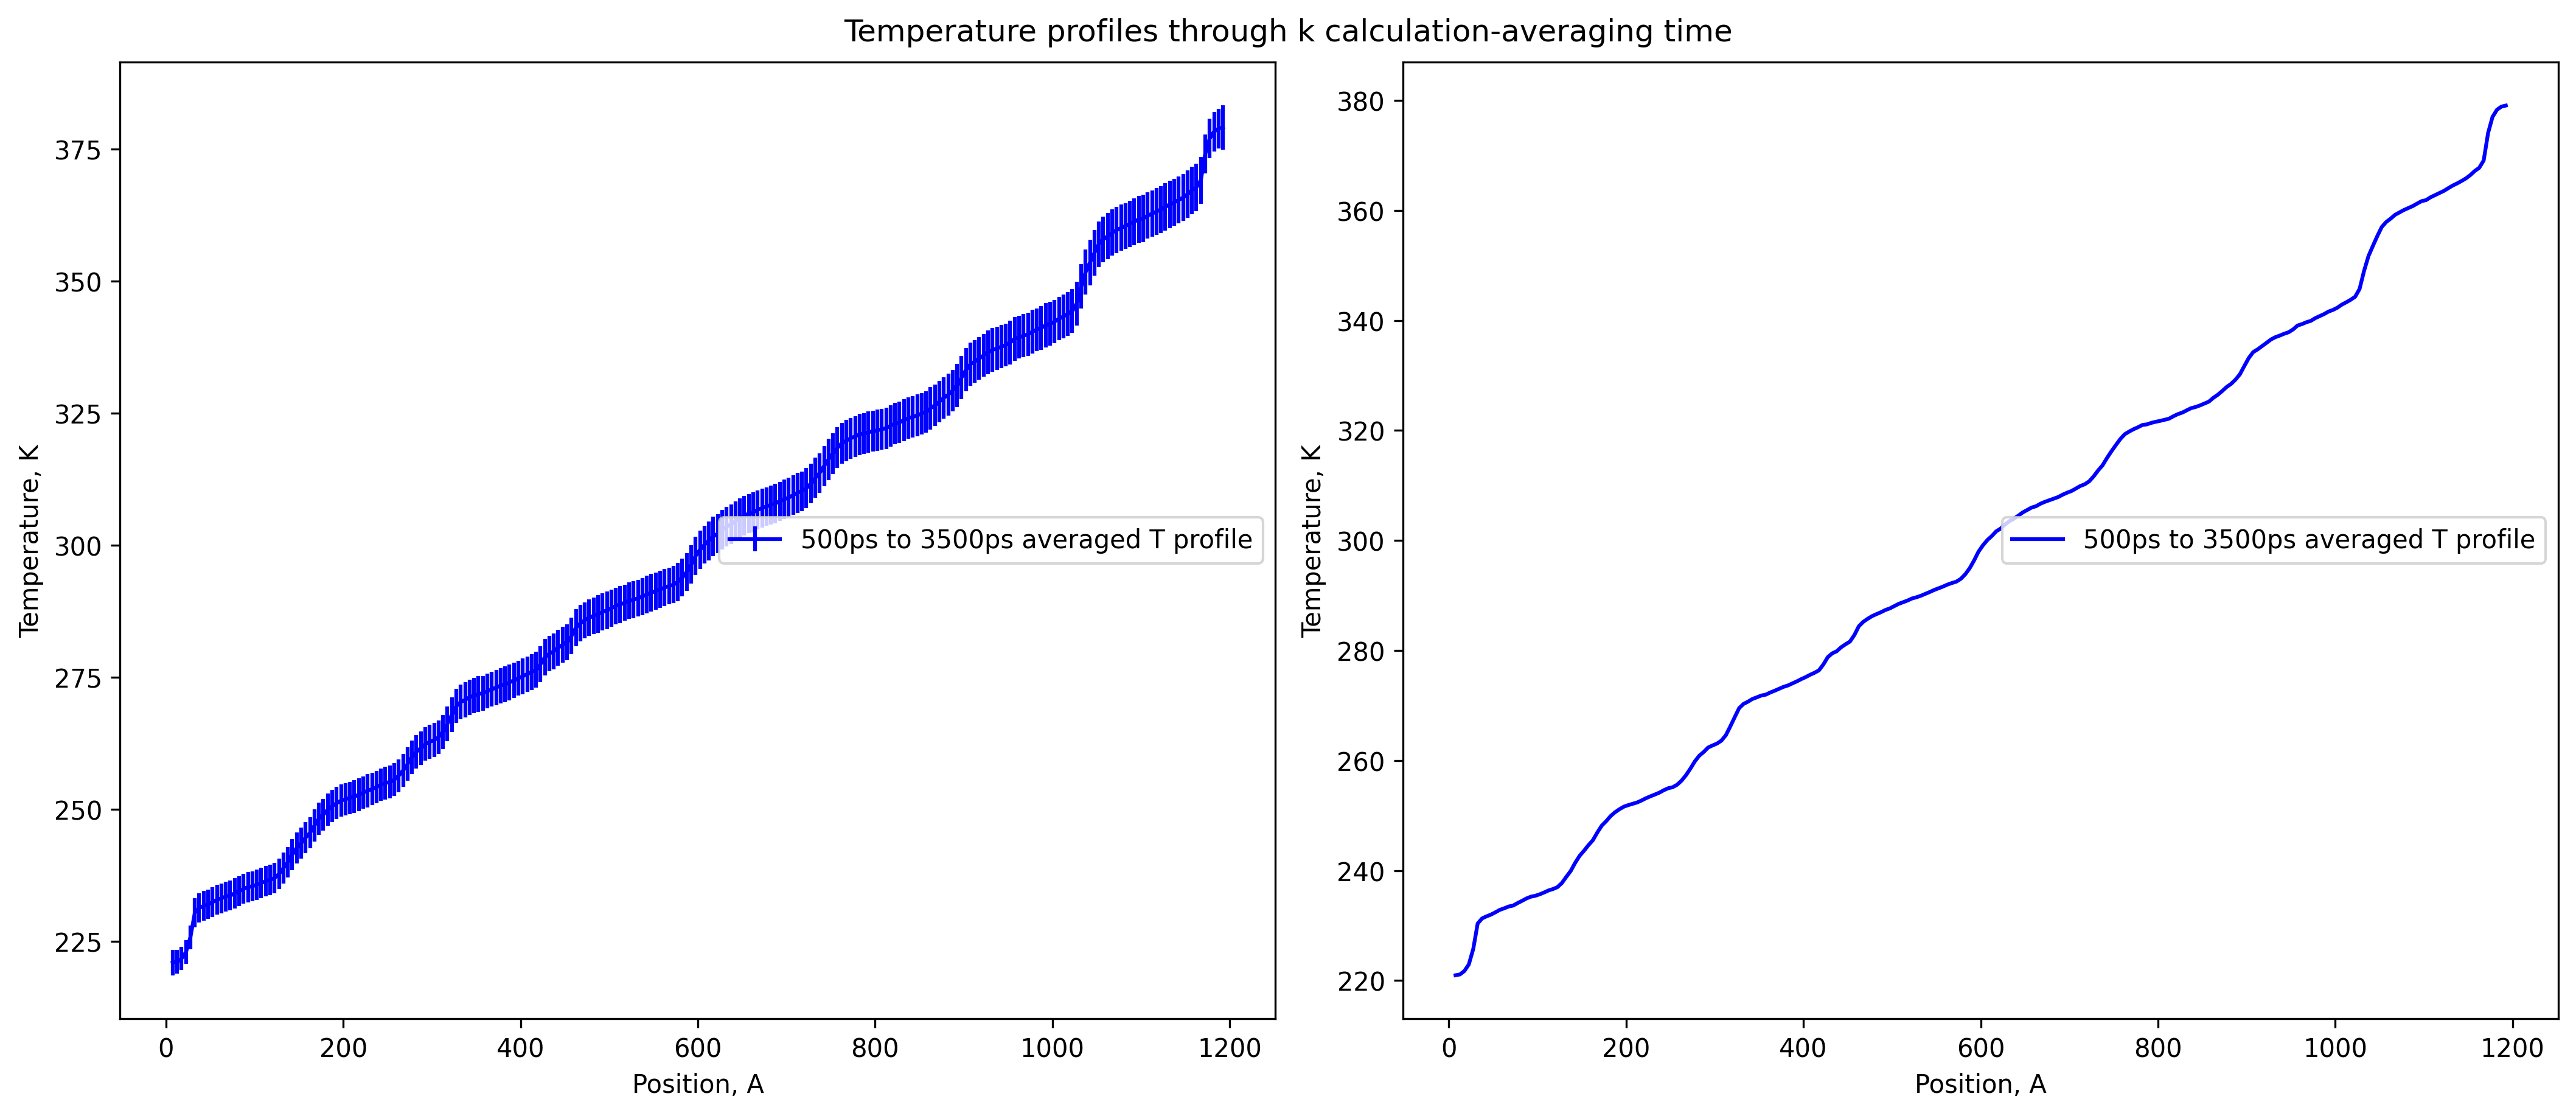 Temperature profiles through k calculation-averaging time
Temperature, K
375
350
325
300
275
250
225
500ps to 3500ps averaged T profile
0 200 400 600 800 1000 1200
Position, A
Temperature, K
380
360
340
320
300
280
260
240
220
500ps to 3500ps averaged T profile
0 200 400 600 800 1000 1200
Position, A